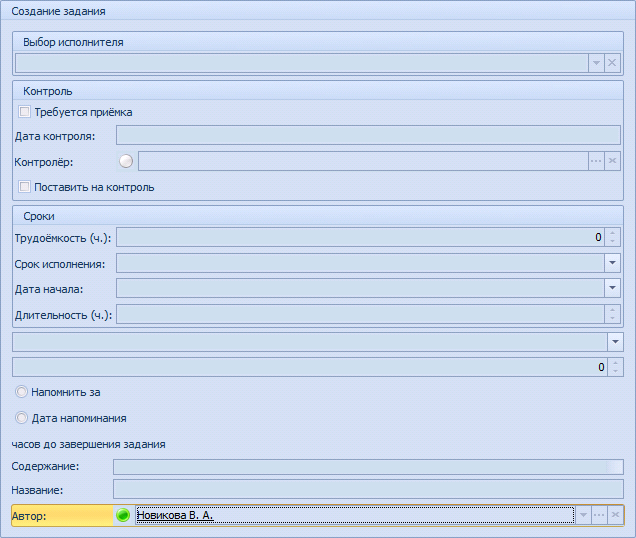 Создание задания
Выбор исполнителя
Контроль
Требуется приёмка
Дата контроля:
Контролёр:
Поставить на контроль
Сроки
Трудоёмкость (ч.): 0
Срок исполнения:
Дата начала:
Длительность (ч.):
0
Напомнить за
Дата напоминания
часов до завершения задания
Содержание:
Название:
Автор: Новикова В. А.